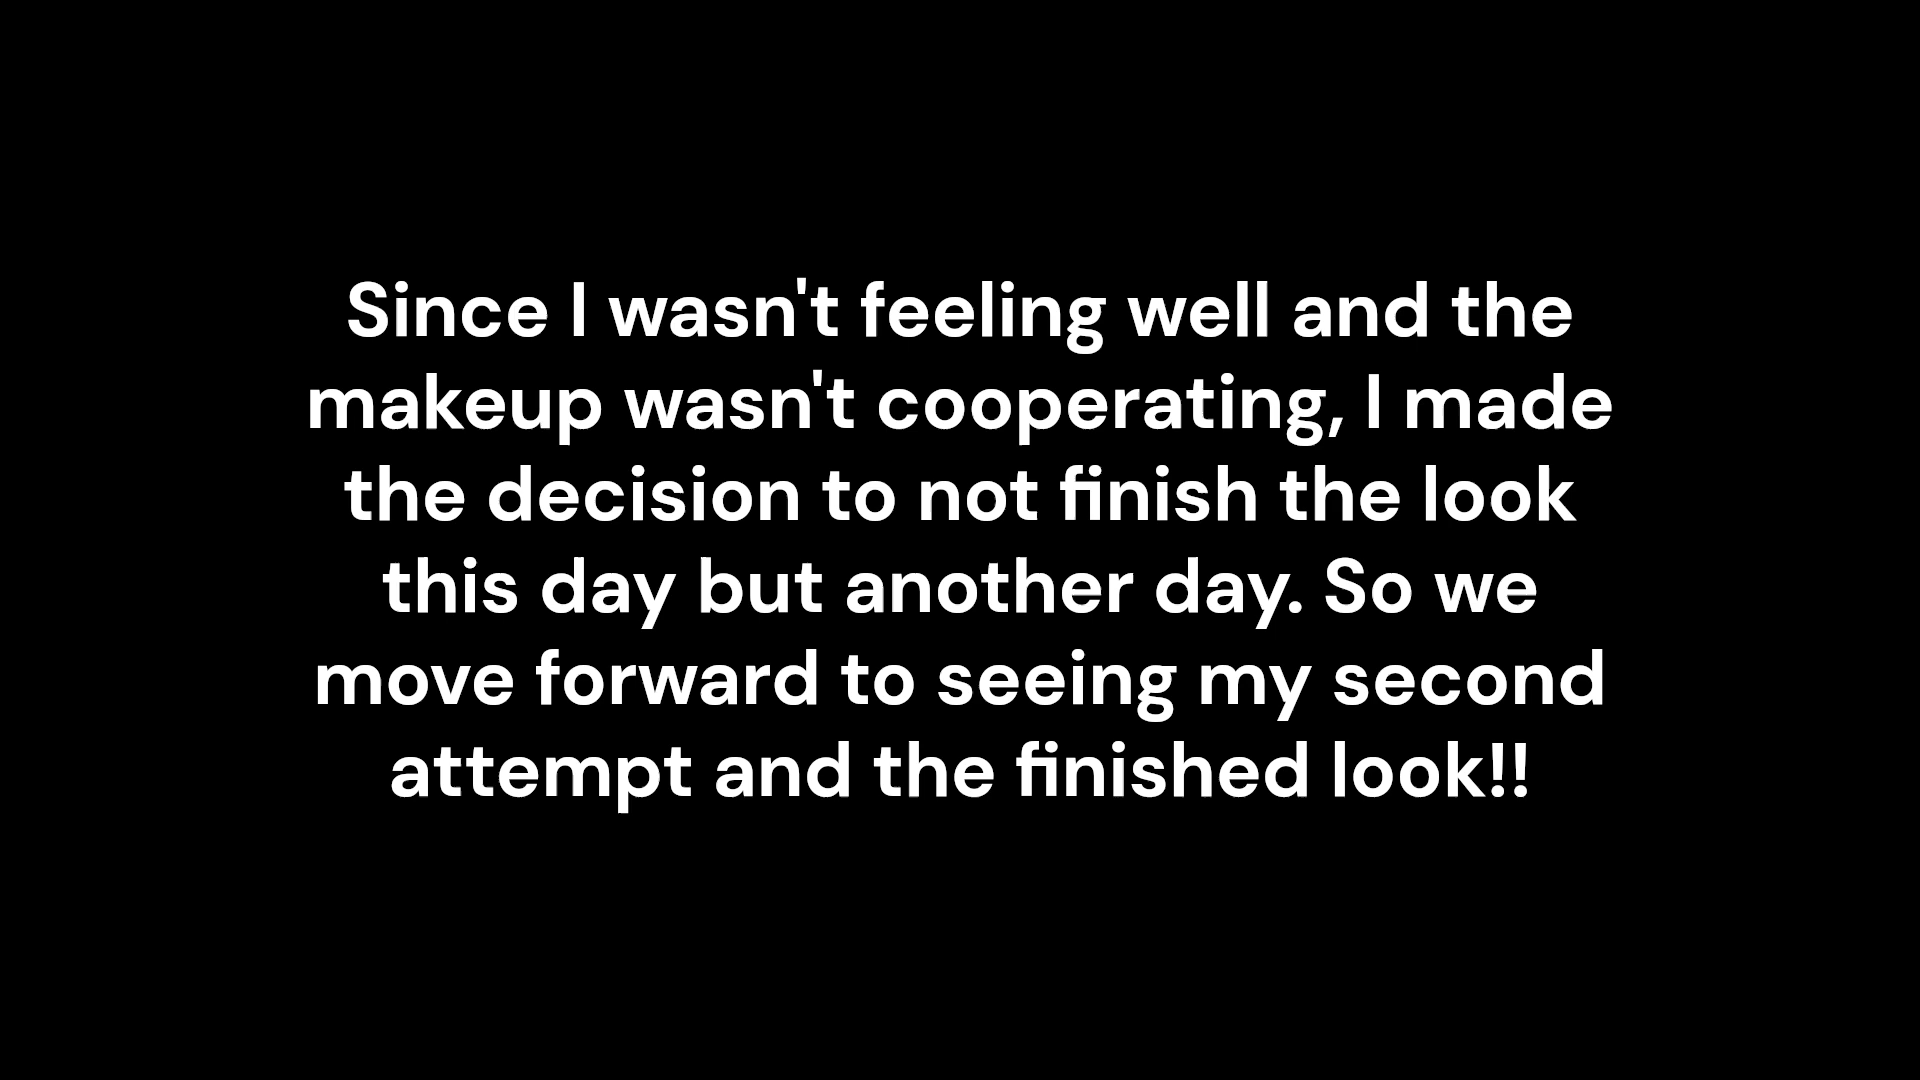 Since I wasn't feeling well and the
makeup wasn't cooperating, I made
the decision to not finish the look
this day but another day. So we
move forward to seeing my second
attempt and the finished look!!